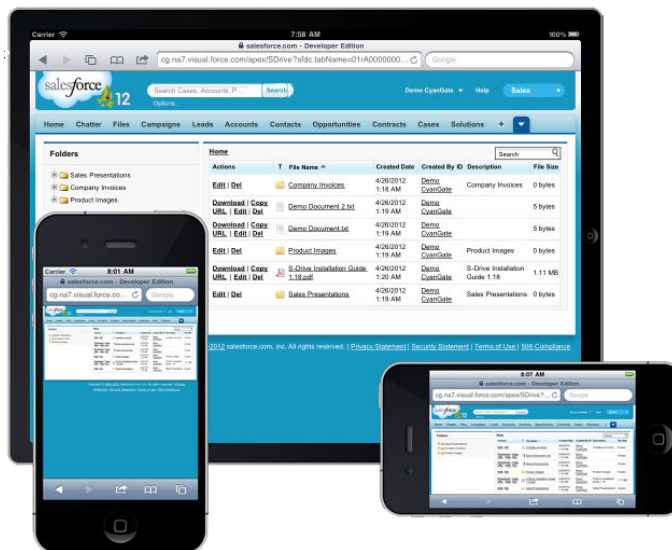 Carrier 7:58 AM 100%
salesforce.com - Developer Edition
cg.na7.visual.force.com/apex/SDrive?sfdc.tabName=01rA0000000... Google
salesforce
12
Search Cases, Accounts, P... Search
Options...
Demo CyanGate Help Sales
Home Chatter Files Campaigns Leads Accounts Contacts Opportunities Contracts Cases Solutions +
Folders
Sales Presentations
Company Invoices
Product Images
Home
Search
Actions T File Name Created Date Created By ID Description File Size
Edit | Del Company Invoices 4/26/2012 1:18 AM Demo CyanGate Company Invoices 0 bytes
Download | Copy URL | Edit | Del Demo Document 2.txt 4/26/2012 1:19 AM Demo CyanGate 5 bytes
Download | Copy URL | Edit | Del Demo Document.txt 4/26/2012 1:19 AM Demo CyanGate 5 bytes
Edit | Del Product Images 4/26/2012 1:19 AM Demo CyanGate Product Images 0 bytes
Download | Copy URL | Edit | Del S-Drive Installation Guide 1.18.pdf 4/26/2012 1:20 AM Demo CyanGate S-Drive Installation Guide 1.18 1.11 MB
Edit | Del Sales Presentations 4/26/2012 1:19 AM Demo CyanGate Sales Presentations 0 bytes
2012 salesforce.com, inc. All rights reserved. | Privacy Statement | Security Statement | Terms of Use | 508 Compliance
Carrier 8:01 AM
salesforce.com - Developer Edition
cg.na7.visual.force.co... Google
8:07 AM
salesforce.com - Developer Edition
cg.na7.visual.force.com/apex/SDrive?... Google